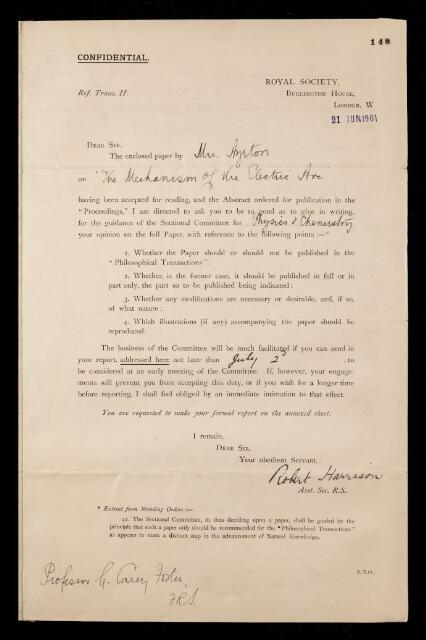 148
CONFIDENTIAL.
Ref. Trans. H.
ROYAL SOCIETY,
BURLINGTON HOUSE,
LONDON, W
21 JUN 1901
DEAR SIR,
The enclosed paper by Mrs. Ayrton
on "The Mechanism of the Electric Arc
having been accepted for reading, and the Abstract ordered for publication in the
"Proceedings," I am directed to ask you to be so good as to give in writing,
for the guidance of the Sectional Committee for Physics & Chemistry
your opinion on the full Paper, with reference to the following points:—*
1. Whether the Paper should or should not be published in the
"Philosophical Transactions":
2. Whether, in the former case, it should be published in full or in
part only, the part so to be published being indicated:
3. Whether any modifications are necessary or desirable, and, if so,
of what nature:
4. Which illustrations (if any) accompanying the paper should be
reproduced.
The business of the Committee will be much facilitated if you can send in
your report, addressed here not later than July 2d, to
be considered at an early meeting of the Committee. If, however, your engage-
ments will prevent you from accepting this duty, or if you wish for a longer time
before reporting, I shall feel obliged by an immediate intimation to that effect.
You are requested to make your formal report on the annexed sheet.
I remain,
DEAR SIR,
Your obedient Servant,
Robert Harrison
Asst. Sec. R.S.
* Extract from Standing Orders:—
42. The Sectional Committee, in thus deciding upon a paper, shall be guided by the
principle that such a paper only should be recommended for the "Philosophical Transactions"
as appears to mark a distinct step in the advancement of Natural Knowledge.
P.T.O.
Professor G. Carey Foster,
F.R.S.